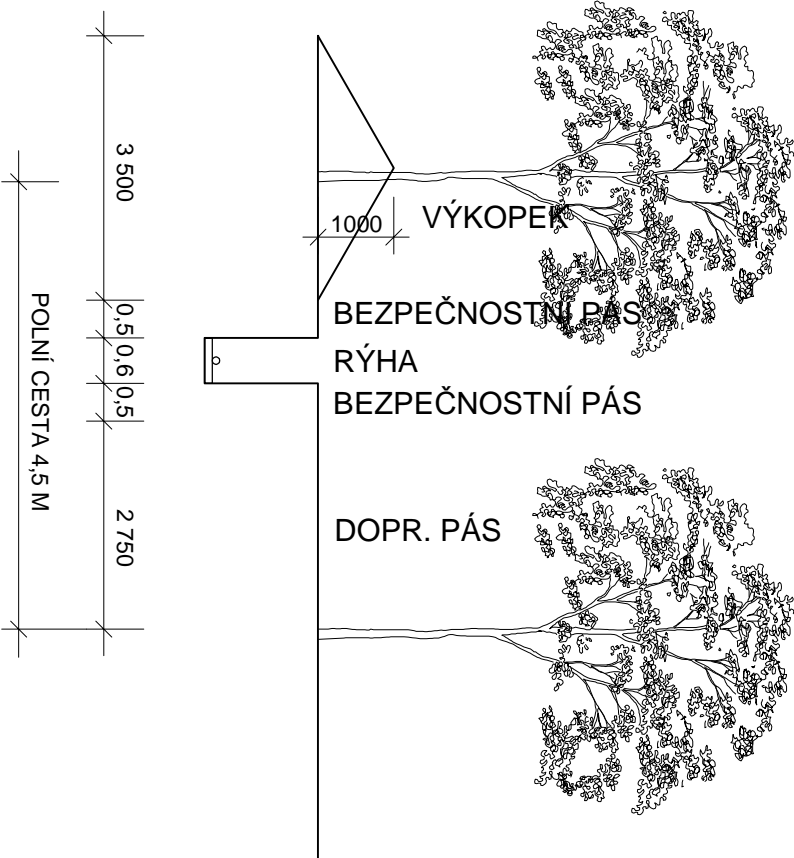 3 500
1000
VÝKOPEK
0,5
BEZPEČNOSTNÍ PÁS
0,6
RÝHA
0,5
BEZPEČNOSTNÍ PÁS
POLNÍ CESTA 4,5 M
2 750
DOPR. PÁS